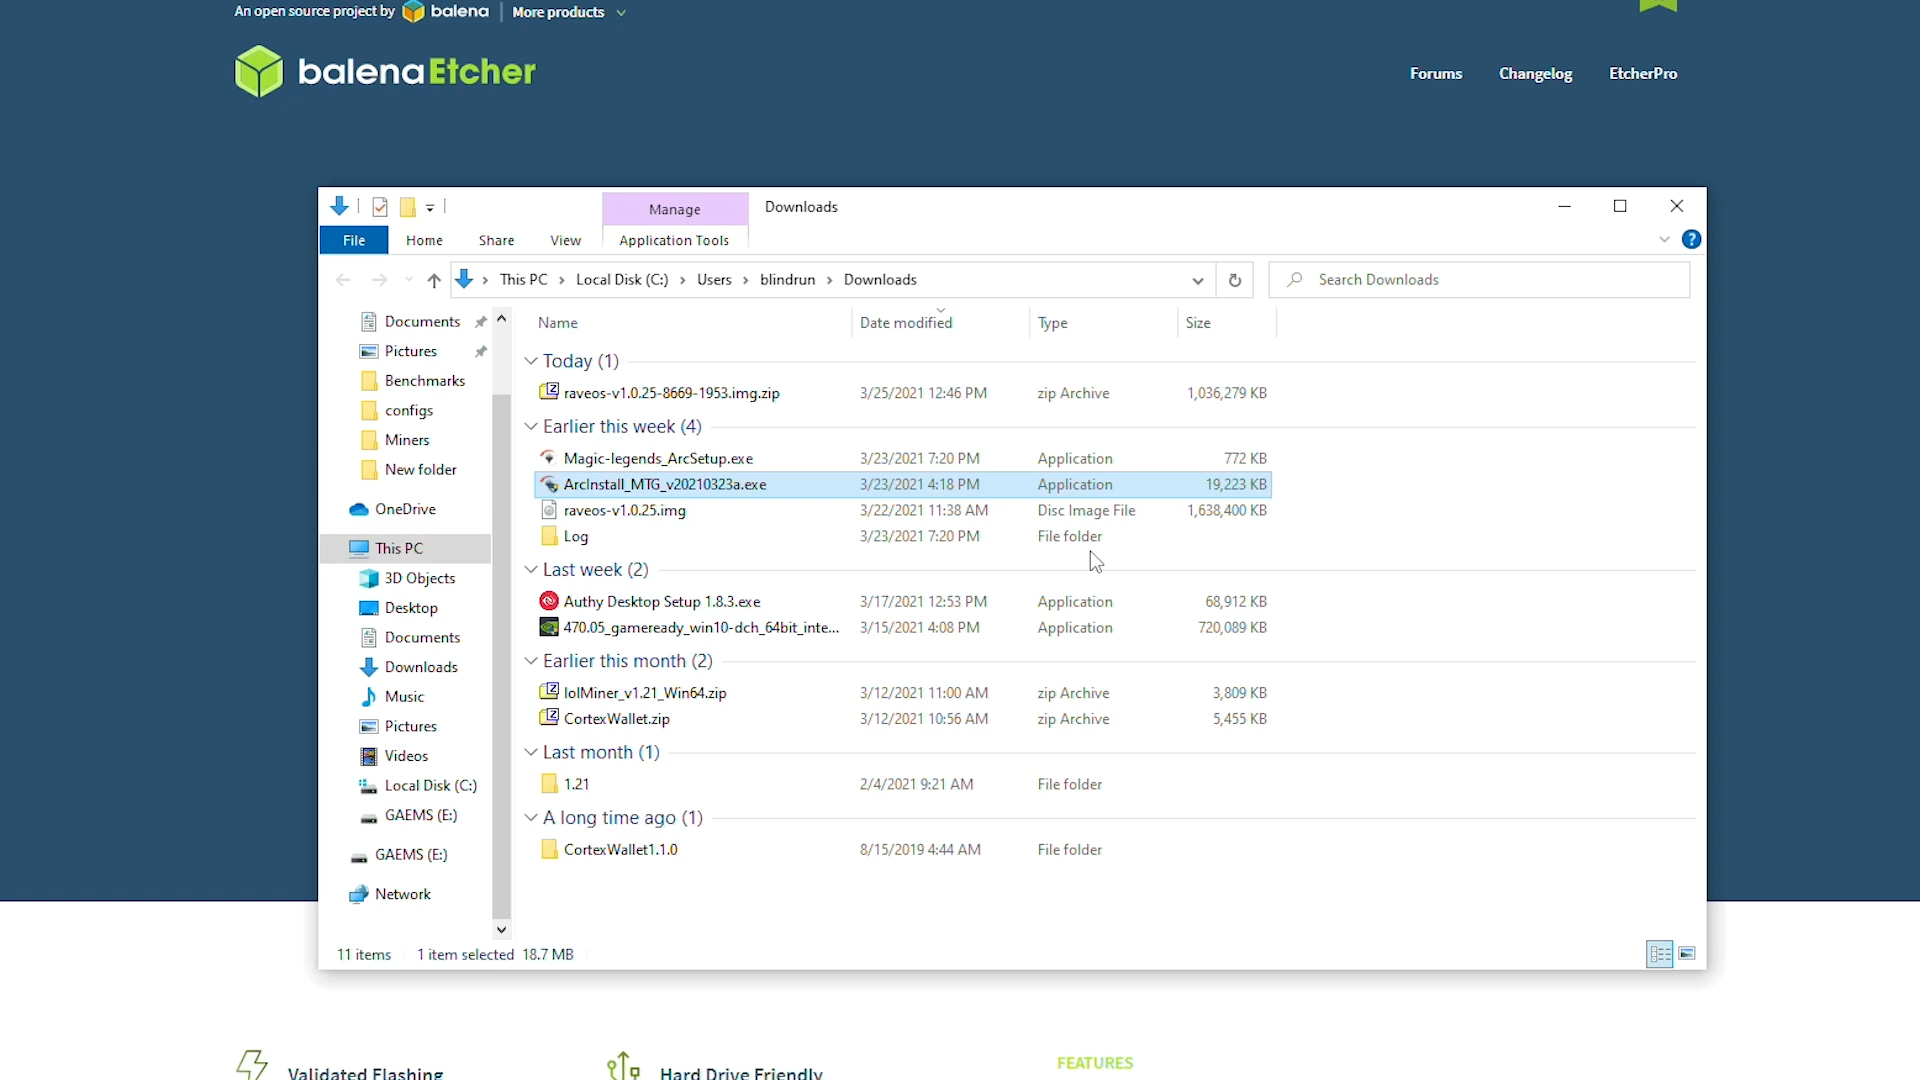 An open source project by balena | More products
balenaEtcher
Forums Changelog EtcherPro
Manage Downloads
File Home Share View Application Tools
This PC > Local Disk (C:) > Users > blindrun > Downloads
Search Downloads
Name Date modified Type Size
Documents
Pictures
Benchmarks
configs
Miners
New folder
OneDrive
This PC
3D Objects
Desktop
Documents
Downloads
Music
Pictures
Videos
Local Disk (C:)
GAEMS (E:)
GAEMS (E:)
Network
Today (1)
raveos-v1.0.25-8669-1953.img.zip 3/25/2021 12:46 PM zip Archive 1,036,279 KB
Earlier this week (4)
Magic-legends_ArcSetup.exe 3/23/2021 7:20 PM Application 772 KB
ArcInstall_MTG_v20210323a.exe 3/23/2021 4:18 PM Application 19,223 KB
raveos-v1.0.25.img 3/22/2021 11:38 AM Disc Image File 1,638,400 KB
Log 3/23/2021 7:20 PM File folder
Last week (2)
Authy Desktop Setup 1.8.3.exe 3/17/2021 12:53 PM Application 68,912 KB
470.05_gameready_win10-dch_64bit_inte... 3/15/2021 4:08 PM Application 720,089 KB
Earlier this month (2)
lolMiner_v1.21_Win64.zip 3/12/2021 11:00 AM zip Archive 3,809 KB
CortexWallet.zip 3/12/2021 10:56 AM zip Archive 5,455 KB
Last month (1)
1.21 2/4/2021 9:21 AM File folder
A long time ago (1)
CortexWallet1.1.0 8/15/2019 4:44 AM File folder
11 items 1 item selected 18.7 MB
Validated Flashing Hard Drive Friendly FEATURES